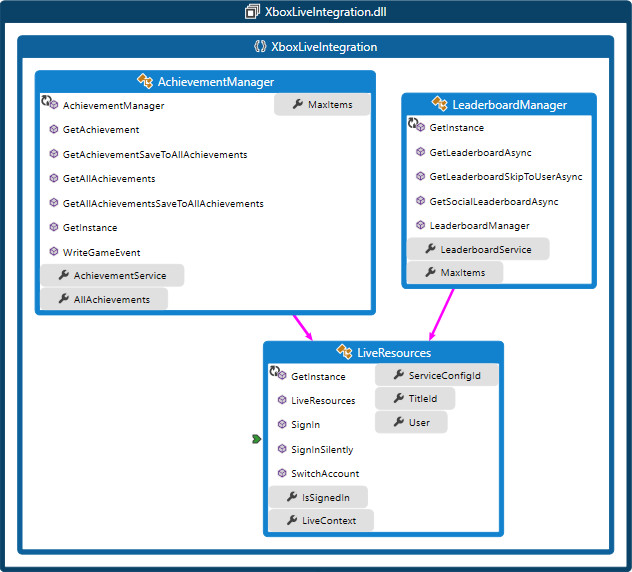 XboxLiveIntegration.dll
XboxLiveIntegration
AchievementManager
AchievementManager
GetAchievement
GetAchievementSaveToAllAchievements
GetAllAchievements
GetAllAchievementsSaveToAllAchievements
GetInstance
WriteGameEvent
AchievementService
AllAchievements
MaxItems
LeaderboardManager
GetInstance
GetLeaderboardAsync
GetLeaderboardSkipToUserAsync
GetSocialLeaderboardAsync
LeaderboardManager
LeaderboardService
MaxItems
LiveResources
GetInstance
LiveResources
SignIn
SignInSilently
SwitchAccount
IsSignedIn
LiveContext
ServiceConfigId
TitleId
User